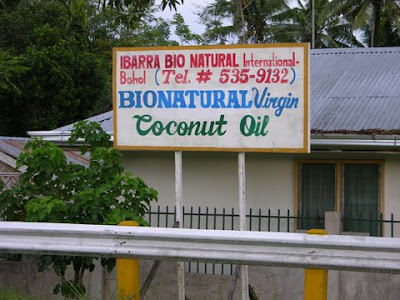 IBARRA BIO NATURAL International-
Bohol (Tel. # 535-9132)
BIONATURAL Virgin
Coconut Oil